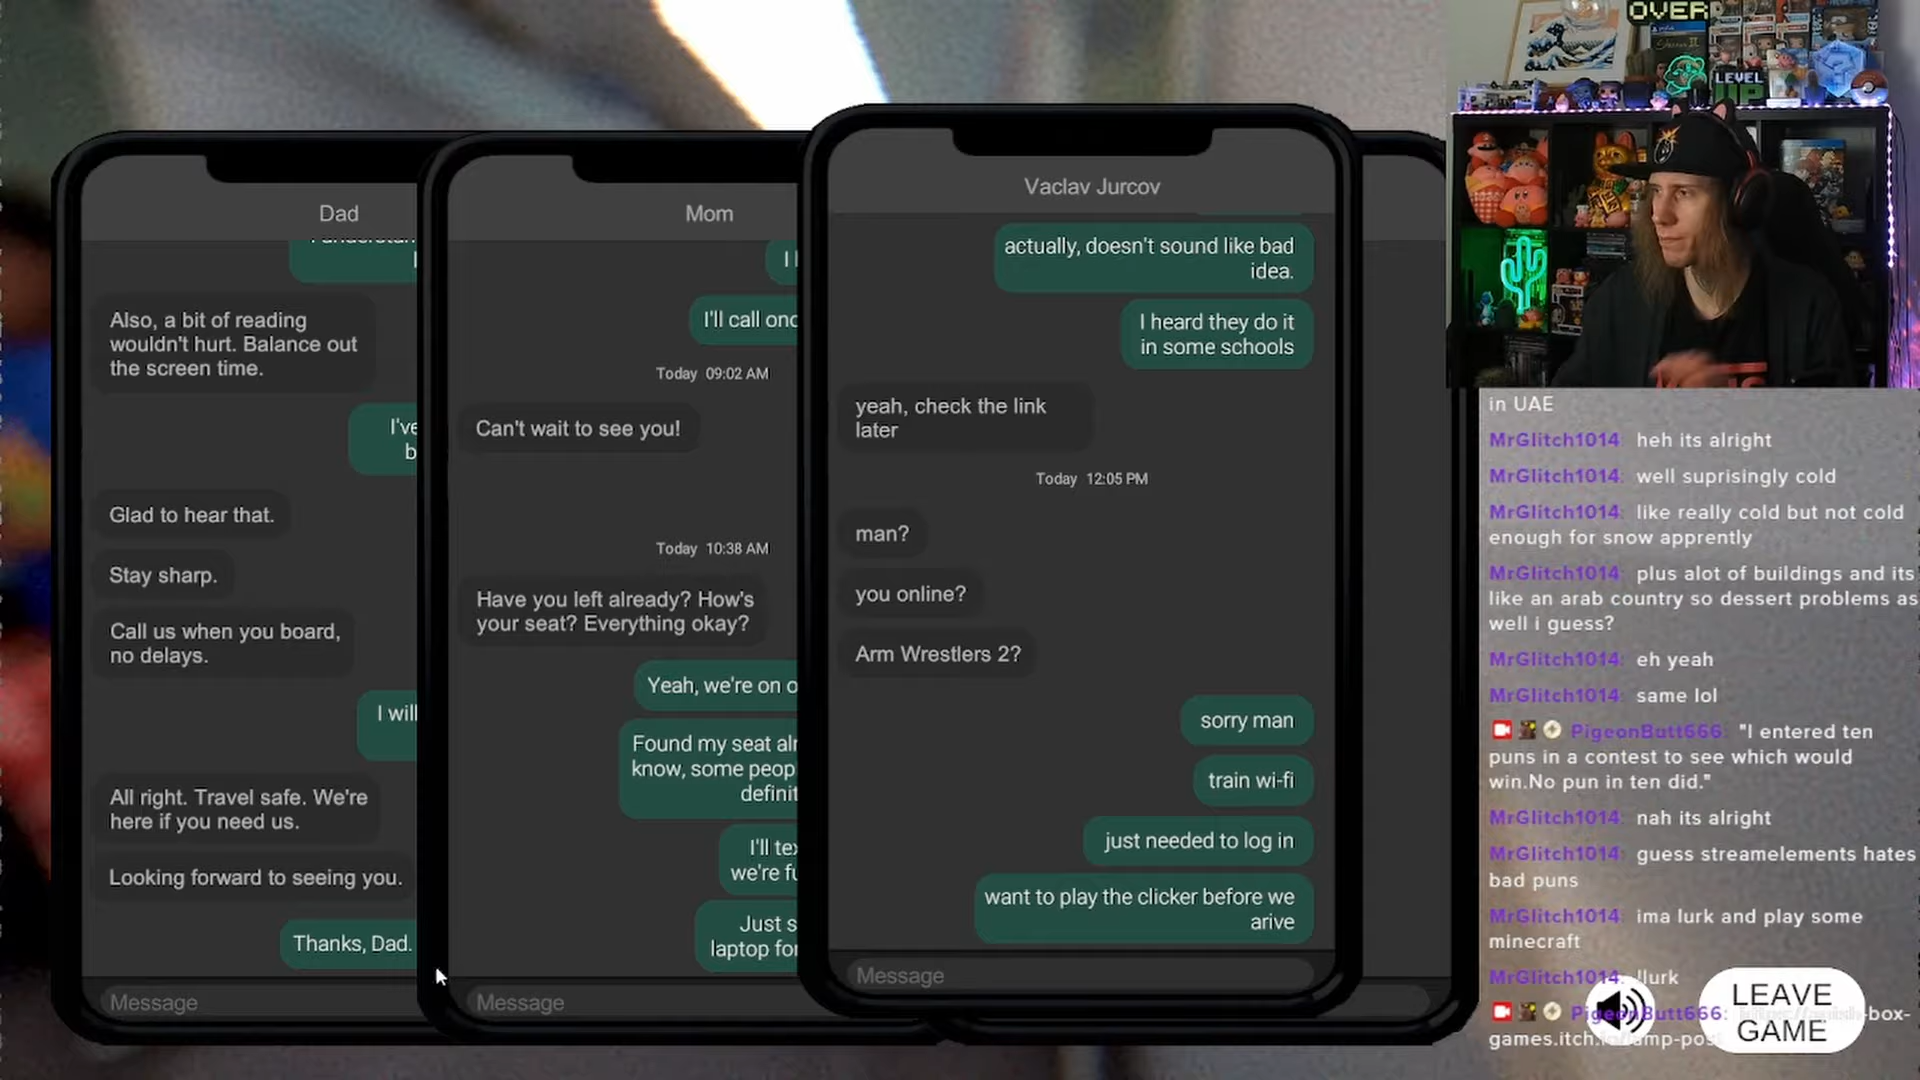 Dad
Also, a bit of reading
wouldn't hurt. Balance out
the screen time.
I've
Glad to hear that.
Stay sharp.
Call us when you board,
no delays.
I will
All right. Travel safe. We're
here if you need us.
Looking forward to seeing you.
Thanks, Dad.
Message
Mom
I'll call
Today 09:02 AM
Can't wait to see you!
Today 10:38 AM
Have you left already? How's
your seat? Everything okay?
Yeah, we're on
Found my seat
know, some
I'll
we're
Just
laptop
Message
Vaclav Jurcov
actually, doesn't sound like bad
idea.
I heard they do it
in some schools
yeah, check the link
later
Today 12:05 PM
man?
you online?
Arm Wrestlers 2?
sorry man
train wi-fi
just needed to log in
want to play the clicker before we
arive
Message
OVER
LEVEL
UP
in UAE
MrGlitch1014: heh its alright
MrGlitch1014: well suprisingly cold
MrGlitch1014: like really cold but not cold
enough for snow apprently
MrGlitch1014: plus alot of buildings and its
like an arab country so dessert problems as
well i guess?
MrGlitch1014: eh yeah
MrGlitch1014: same lol
PigeonButt666: "I entered ten
puns in a contest to see which would
win.No pun in ten did."
MrGlitch1014: nah its alright
MrGlitch1014: guess streamelements hates
bad puns
MrGlitch1014: ima lurk and play some
minecraft
MrGlitch1014: !lurk
PigeonButt666:
LEAVE
GAME